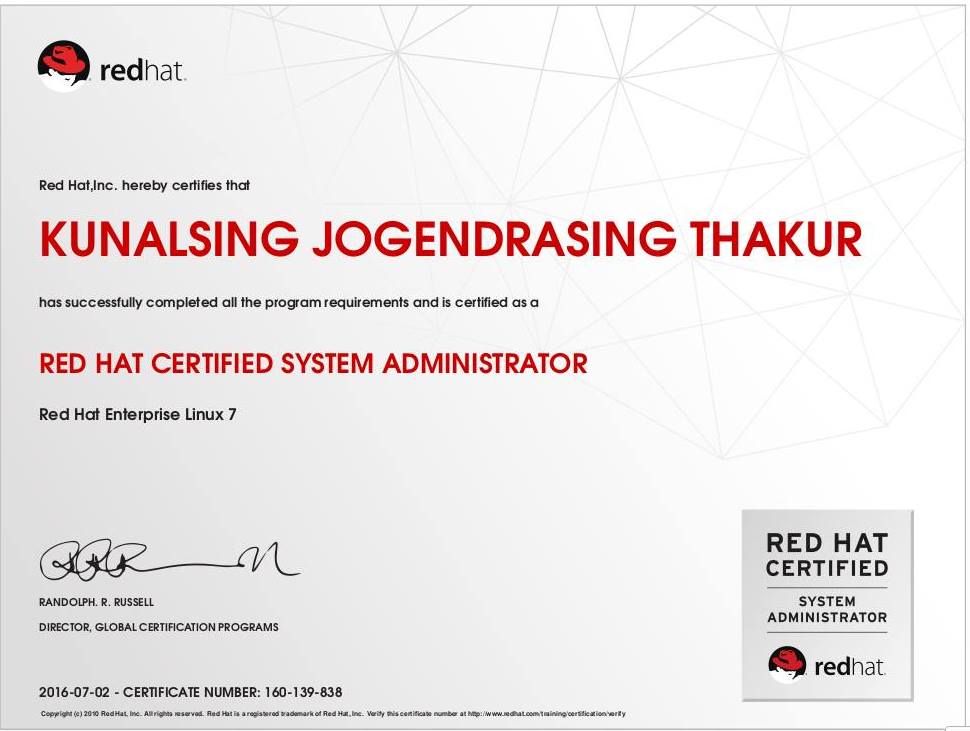 redhat.
Red Hat,Inc. hereby certifies that
KUNALSING JOGENDRASING THAKUR
has successfully completed all the program requirements and is certified as a
RED HAT CERTIFIED SYSTEM ADMINISTRATOR
Red Hat Enterprise Linux 7
RANDOLPH. R. RUSSELL
DIRECTOR, GLOBAL CERTIFICATION PROGRAMS
2016-07-02 - CERTIFICATE NUMBER: 160-139-838
Copyright (c) 2010 Red Hat, Inc. All rights reserved. Red Hat is a registered trademark of Red Hat, Inc. Verify this certificate number at http://www.redhat.com/training/certification/verify
RED HAT
CERTIFIED
SYSTEM
ADMINISTRATOR
redhat.